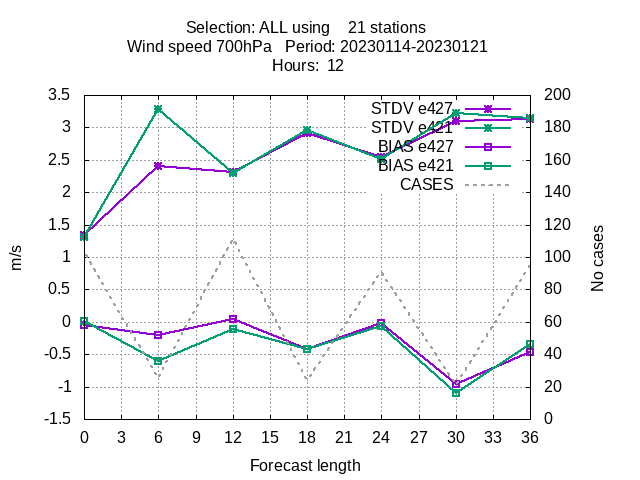 Selection: ALL using    21 stations
Wind speed 700hPa   Period: 20230114-20230121
Hours:  12
3.5
3
2.5
2
1.5
1
0.5
0
-0.5
-1
-1.5
m/s
STDV e427
STDV e421
BIAS e427
BIAS e421
CASES
200
180
160
140
120
100
80
60
40
20
0
No cases
0 3 6 9 12 15 18 21 24 27 30 33 36
Forecast length